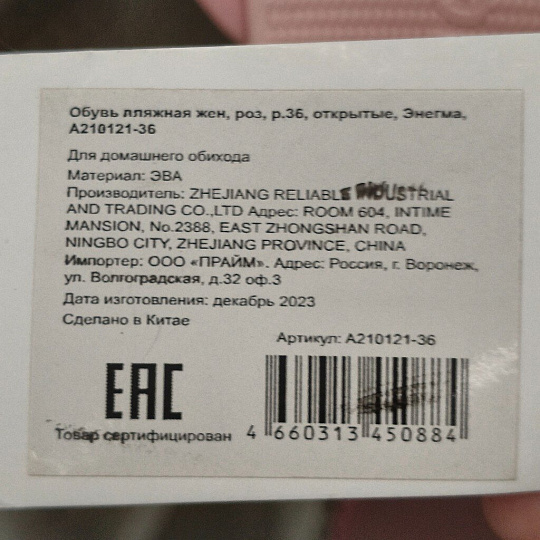 Обувь пляжная жен, роз, р.36, открытые, Энегма,
A210121-36
Для домашнего обихода
Материал: ЭВА
Производитель: ZHEJIANG RELIABLE INDUSTRIAL
AND TRADING CO.,LTD Адрес: ROOM 604, INTIME
MANSION, No.2388, EAST ZHONGSHAN ROAD,
NINGBO CITY, ZHEJIANG PROVINCE, CHINA
Импортер: ООО «ПРАЙМ». Адрес: Россия, г. Воронеж,
ул. Волгоградская, д.32 оф.3
Дата изготовления: декабрь 2023
Сделано в Китае
Артикул: A210121-36
EAC
Товар сертифицирован
4 660313 450884